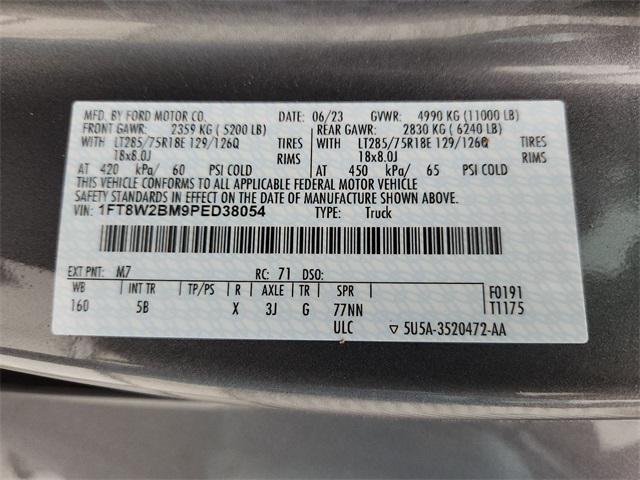 MFD. BY FORD MOTOR CO. DATE: 06/23 GVWR: 4990 KG (11000 LB)
FRONT GAWR: 2359 KG ( 5200 LB) REAR GAWR: 2830 KG ( 6240 LB)
WITH LT285/75R18E 129/126Q TIRES WITH LT285/75R18E 129/126Q TIRES
18x8.0J RIMS 18x8.0J RIMS
AT 420 kPa/ 60 PSI COLD AT 450 kPa/ 65 PSI COLD
THIS VEHICLE CONFORMS TO ALL APPLICABLE FEDERAL MOTOR VEHICLE
SAFETY STANDARDS IN EFFECT ON THE DATE OF MANUFACTURE SHOWN ABOVE.
VIN: 1FT8W2BM9PED38054 TYPE: Truck
EXT PNT: M7 RC: 71 DSO:
WB INT TR TP/PS R AXLE TR SPR F0191
160 5B X 3J G 77NN T1175
ULC ▽ 5U5A-3520472-AA